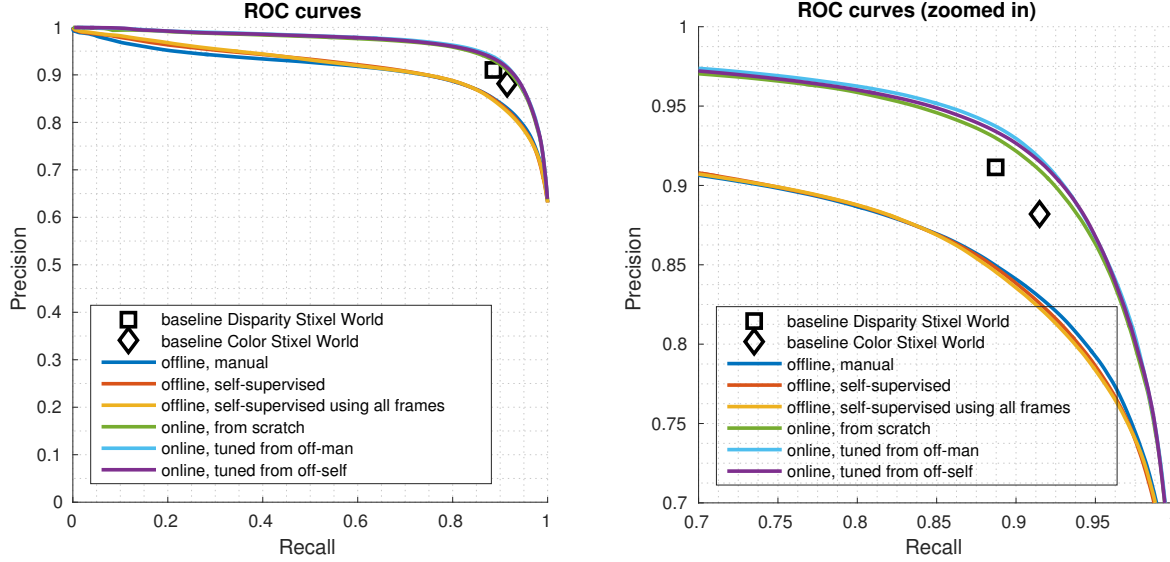 ROC curves
1
0.9
0.8
0.7
0.6
0.5
0.4
0.3
0.2
0.1
0
Precision
baseline Disparity Stixel World
baseline Color Stixel World
offline, manual
offline, self-supervised
offline, self-supervised using all frames
online, from scratch
online, tuned from off-man
online, tuned from off-self
0 0.2 0.4 0.6 0.8 1
Recall
ROC curves (zoomed in)
1
0.95
0.9
0.85
0.8
0.75
0.7
Precision
baseline Disparity Stixel World
baseline Color Stixel World
offline, manual
offline, self-supervised
offline, self-supervised using all frames
online, from scratch
online, tuned from off-man
online, tuned from off-self
0.7 0.75 0.8 0.85 0.9 0.95
Recall